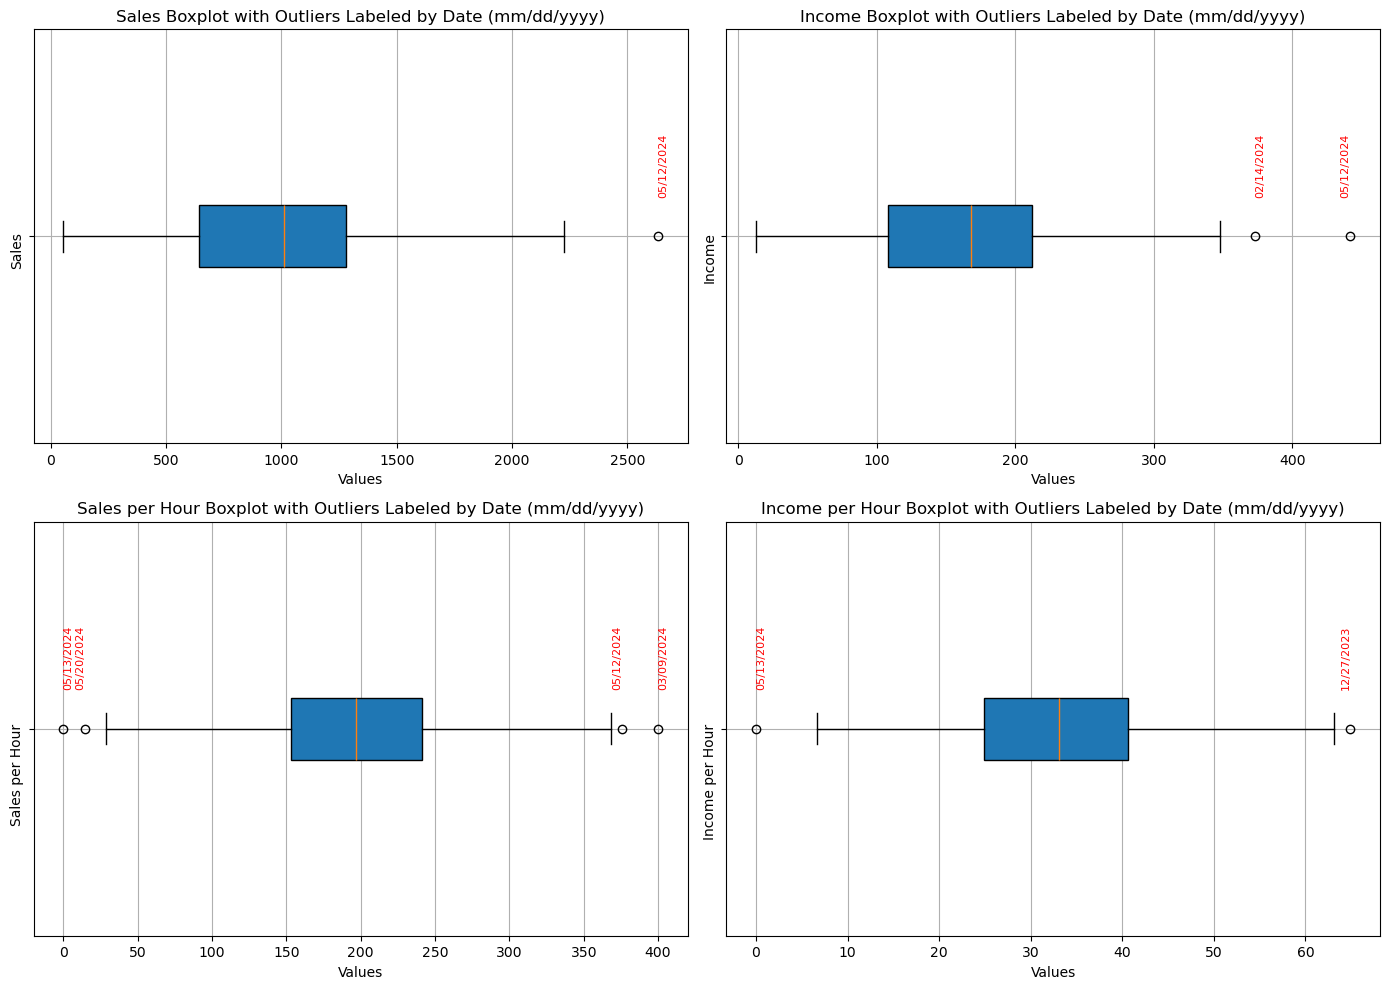 Sales Boxplot with Outliers Labeled by Date (mm/dd/yyyy)
Sales
05/12/2024
0 500 1000 1500 2000 2500
Values
Income Boxplot with Outliers Labeled by Date (mm/dd/yyyy)
Income
02/14/2024
05/12/2024
0 100 200 300 400
Values
Sales per Hour Boxplot with Outliers Labeled by Date (mm/dd/yyyy)
Sales per Hour
05/13/2024
05/20/2024
05/12/2024
03/09/2024
0 50 100 150 200 250 300 350 400
Values
Income per Hour Boxplot with Outliers Labeled by Date (mm/dd/yyyy)
Income per Hour
05/13/2024
12/27/2023
0 10 20 30 40 50 60
Values